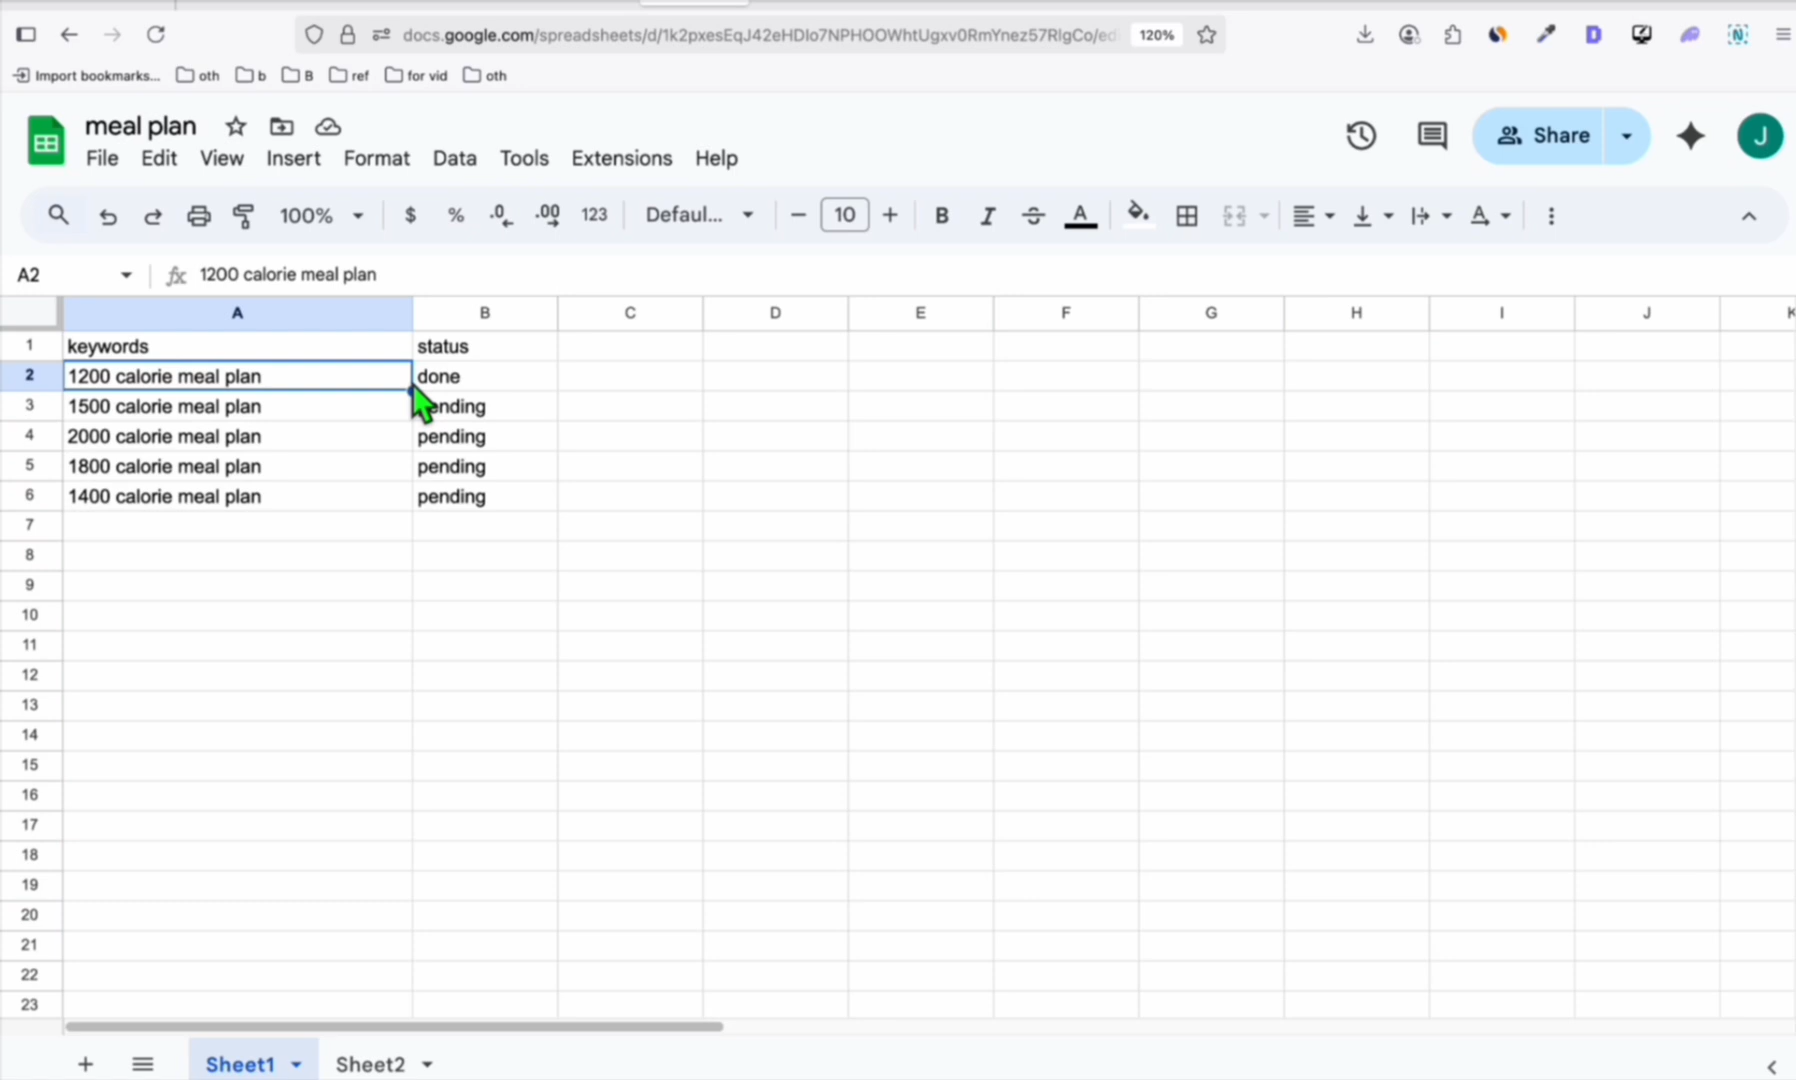 docs.google.com/spreadsheets/d/1k2pxesEqJ42eHDIo7NPHOOWhtUgxv0RmYnez57RlgCo/ed 120%
Import bookmarks... oth b B ref for vid oth
meal plan
File Edit View Insert Format Data Tools Extensions Help
Share
J
100% $ % .0 .00 123 Defaul... − 10 + B I S A
A2 fx 1200 calorie meal plan
A B C D E F G H I J K
1 keywords status
2 1200 calorie meal plan done
3 1500 calorie meal plan ending
4 2000 calorie meal plan pending
5 1800 calorie meal plan pending
6 1400 calorie meal plan pending
7
8
9
10
11
12
13
14
15
16
17
18
19
20
21
22
23
+ Sheet1 Sheet2